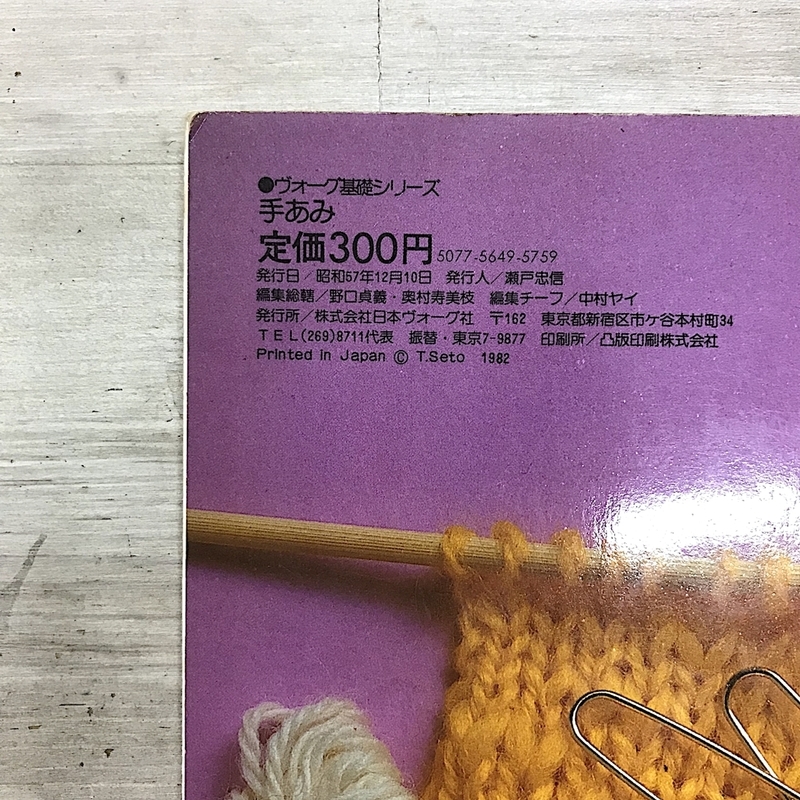 ●ヴォーグ基礎シリーズ
手あみ
定価300円 5077-5649-5759
発行日/昭和57年12月10日 発行人/瀬戸忠信
編集総轄/野口貞義・奥村寿美枝 編集チーフ/中村ヤイ
発行所/株式会社日本ヴォーグ社 〒162 東京都新宿区市ケ谷本村町34
TEL(269)8711代表 振替・東京7-9877 印刷所/凸版印刷株式会社
Printed in Japan © T.Seto 1982